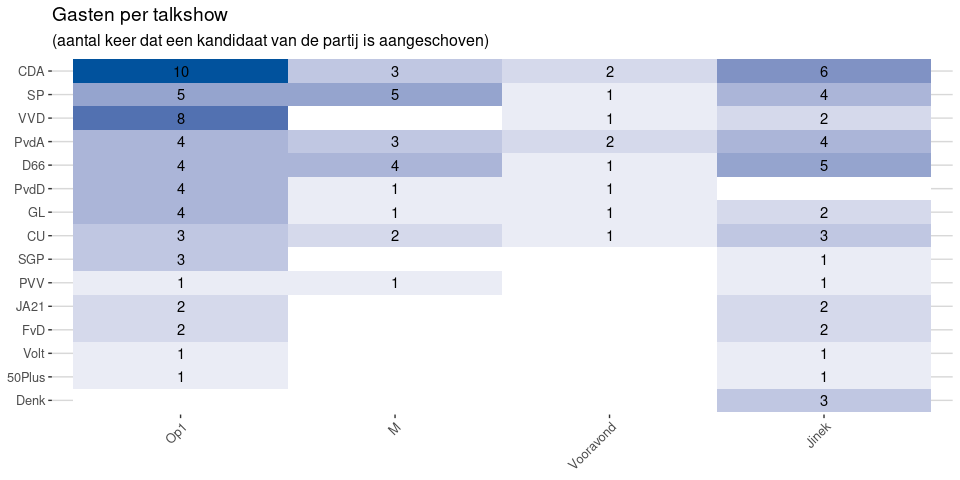 Gasten per talkshow
(aantal keer dat een kandidaat van de partij is aangeschoven)
CDA 10 3 2 6
SP 5 5 1 4
VVD 8 1 2
PvdA 4 3 2 4
D66 4 4 1 5
PvdD 4 1 1
GL 4 1 1 2
CU 3 2 1 3
SGP 3 1
PVV 1 1 1
JA21 2 2
FvD 2 2
Volt 1 1
50Plus 1 1
Denk 3
Op1 M Vooravond Jinek